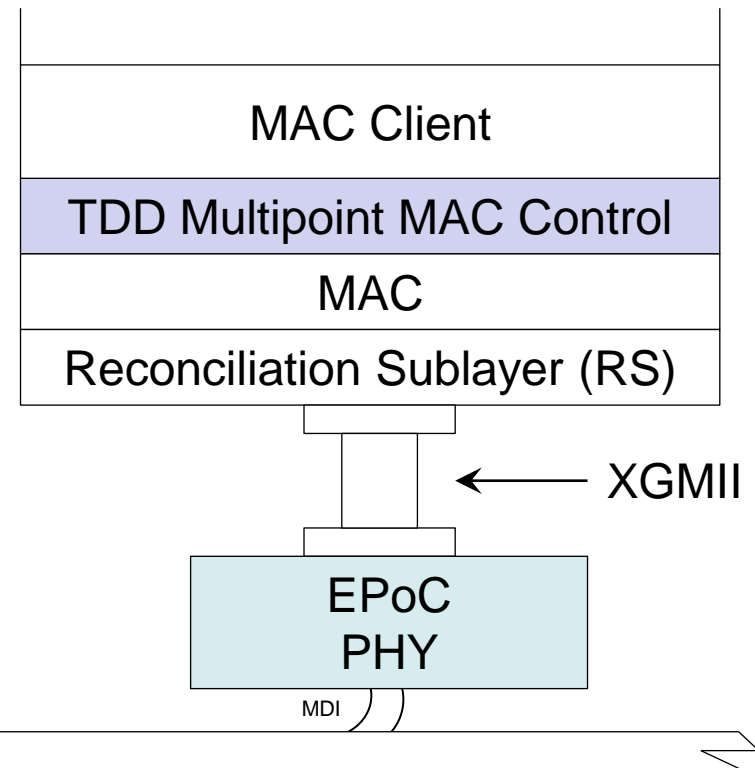 MAC Client
TDD Multipoint MAC Control
MAC
Reconciliation Sublayer (RS)
XGMII
EPoC
PHY
MDI